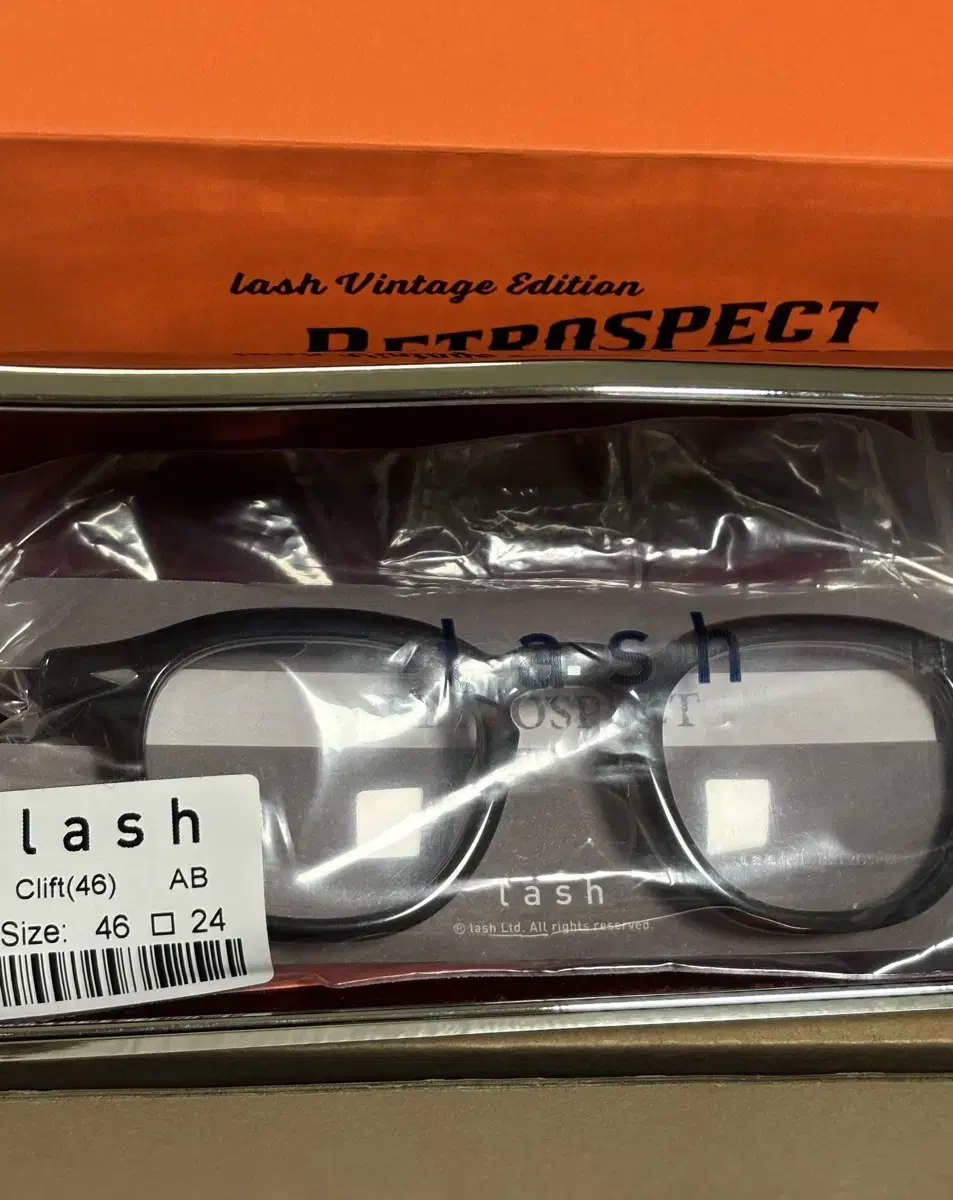 lash Vintage Edition
RETROSPECT
lash
lash
Clift(46) AB
Size: 46 □ 24
lash
® lash Ltd. All rights reserved.